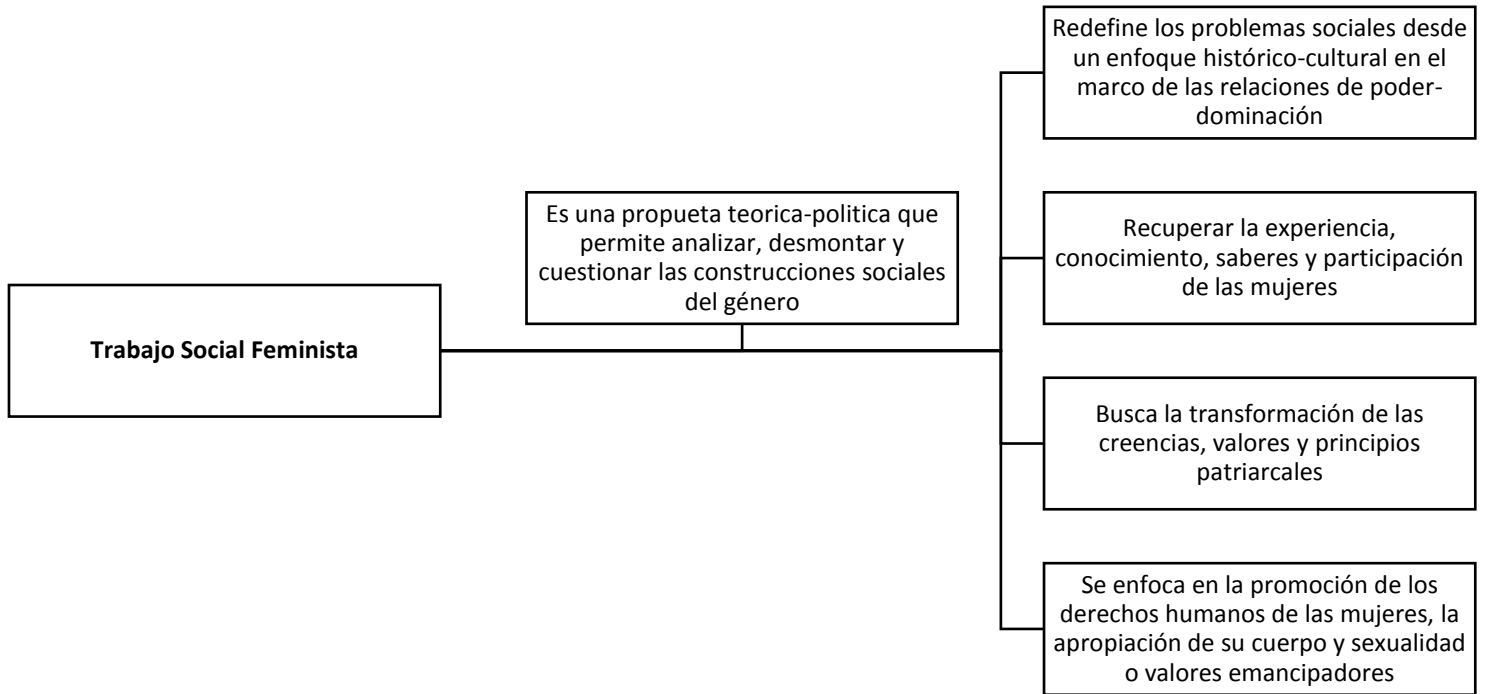 Trabajo Social Feminista
Es una propueta teorica-politica que
permite analizar, desmontar y
cuestionar las construcciones sociales
del género
Redefine los problemas sociales desde
un enfoque histórico-cultural en el
marco de las relaciones de poder-
dominación
Recuperar la experiencia,
conocimiento, saberes y participación
de las mujeres
Busca la transformación de las
creencias, valores y principios
patriarcales
Se enfoca en la promoción de los
derechos humanos de las mujeres, la
apropiación de su cuerpo y sexualidad
o valores emancipadores